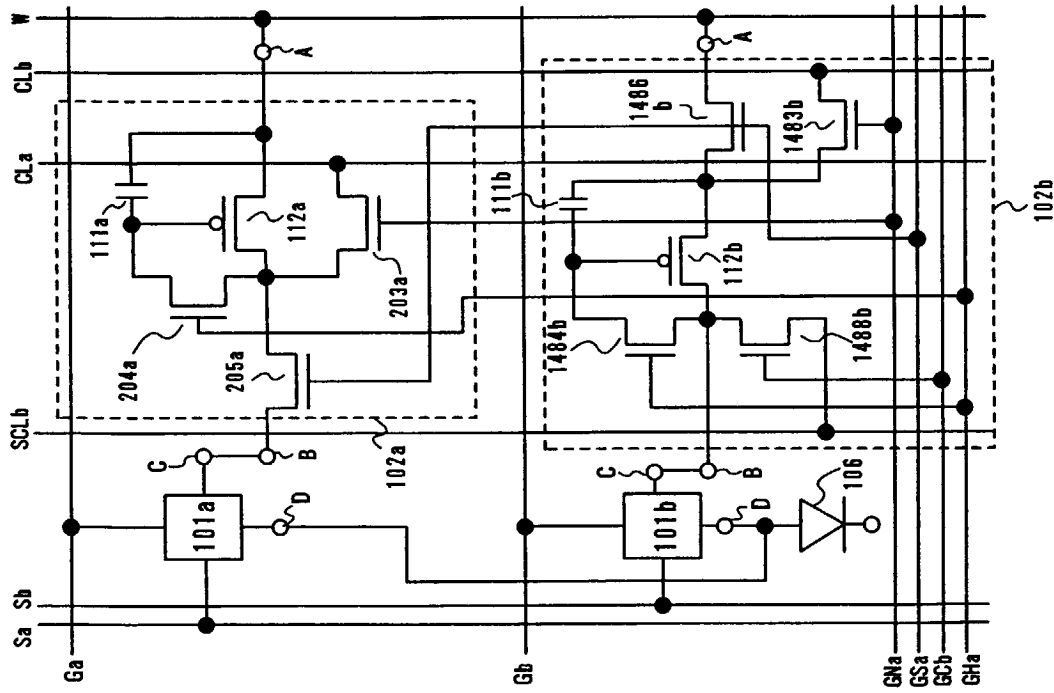 Sa
Sb
SCLb
CLa
CLb
W
Ga
111a
A
112a
204a
203a
205a
C
B
101a
D
102a
Gb
111b
A
1486
b
1483b
112b
1484b
1488b
C
B
101b
D
106
102b
GNa
GSa
GCb
GHa